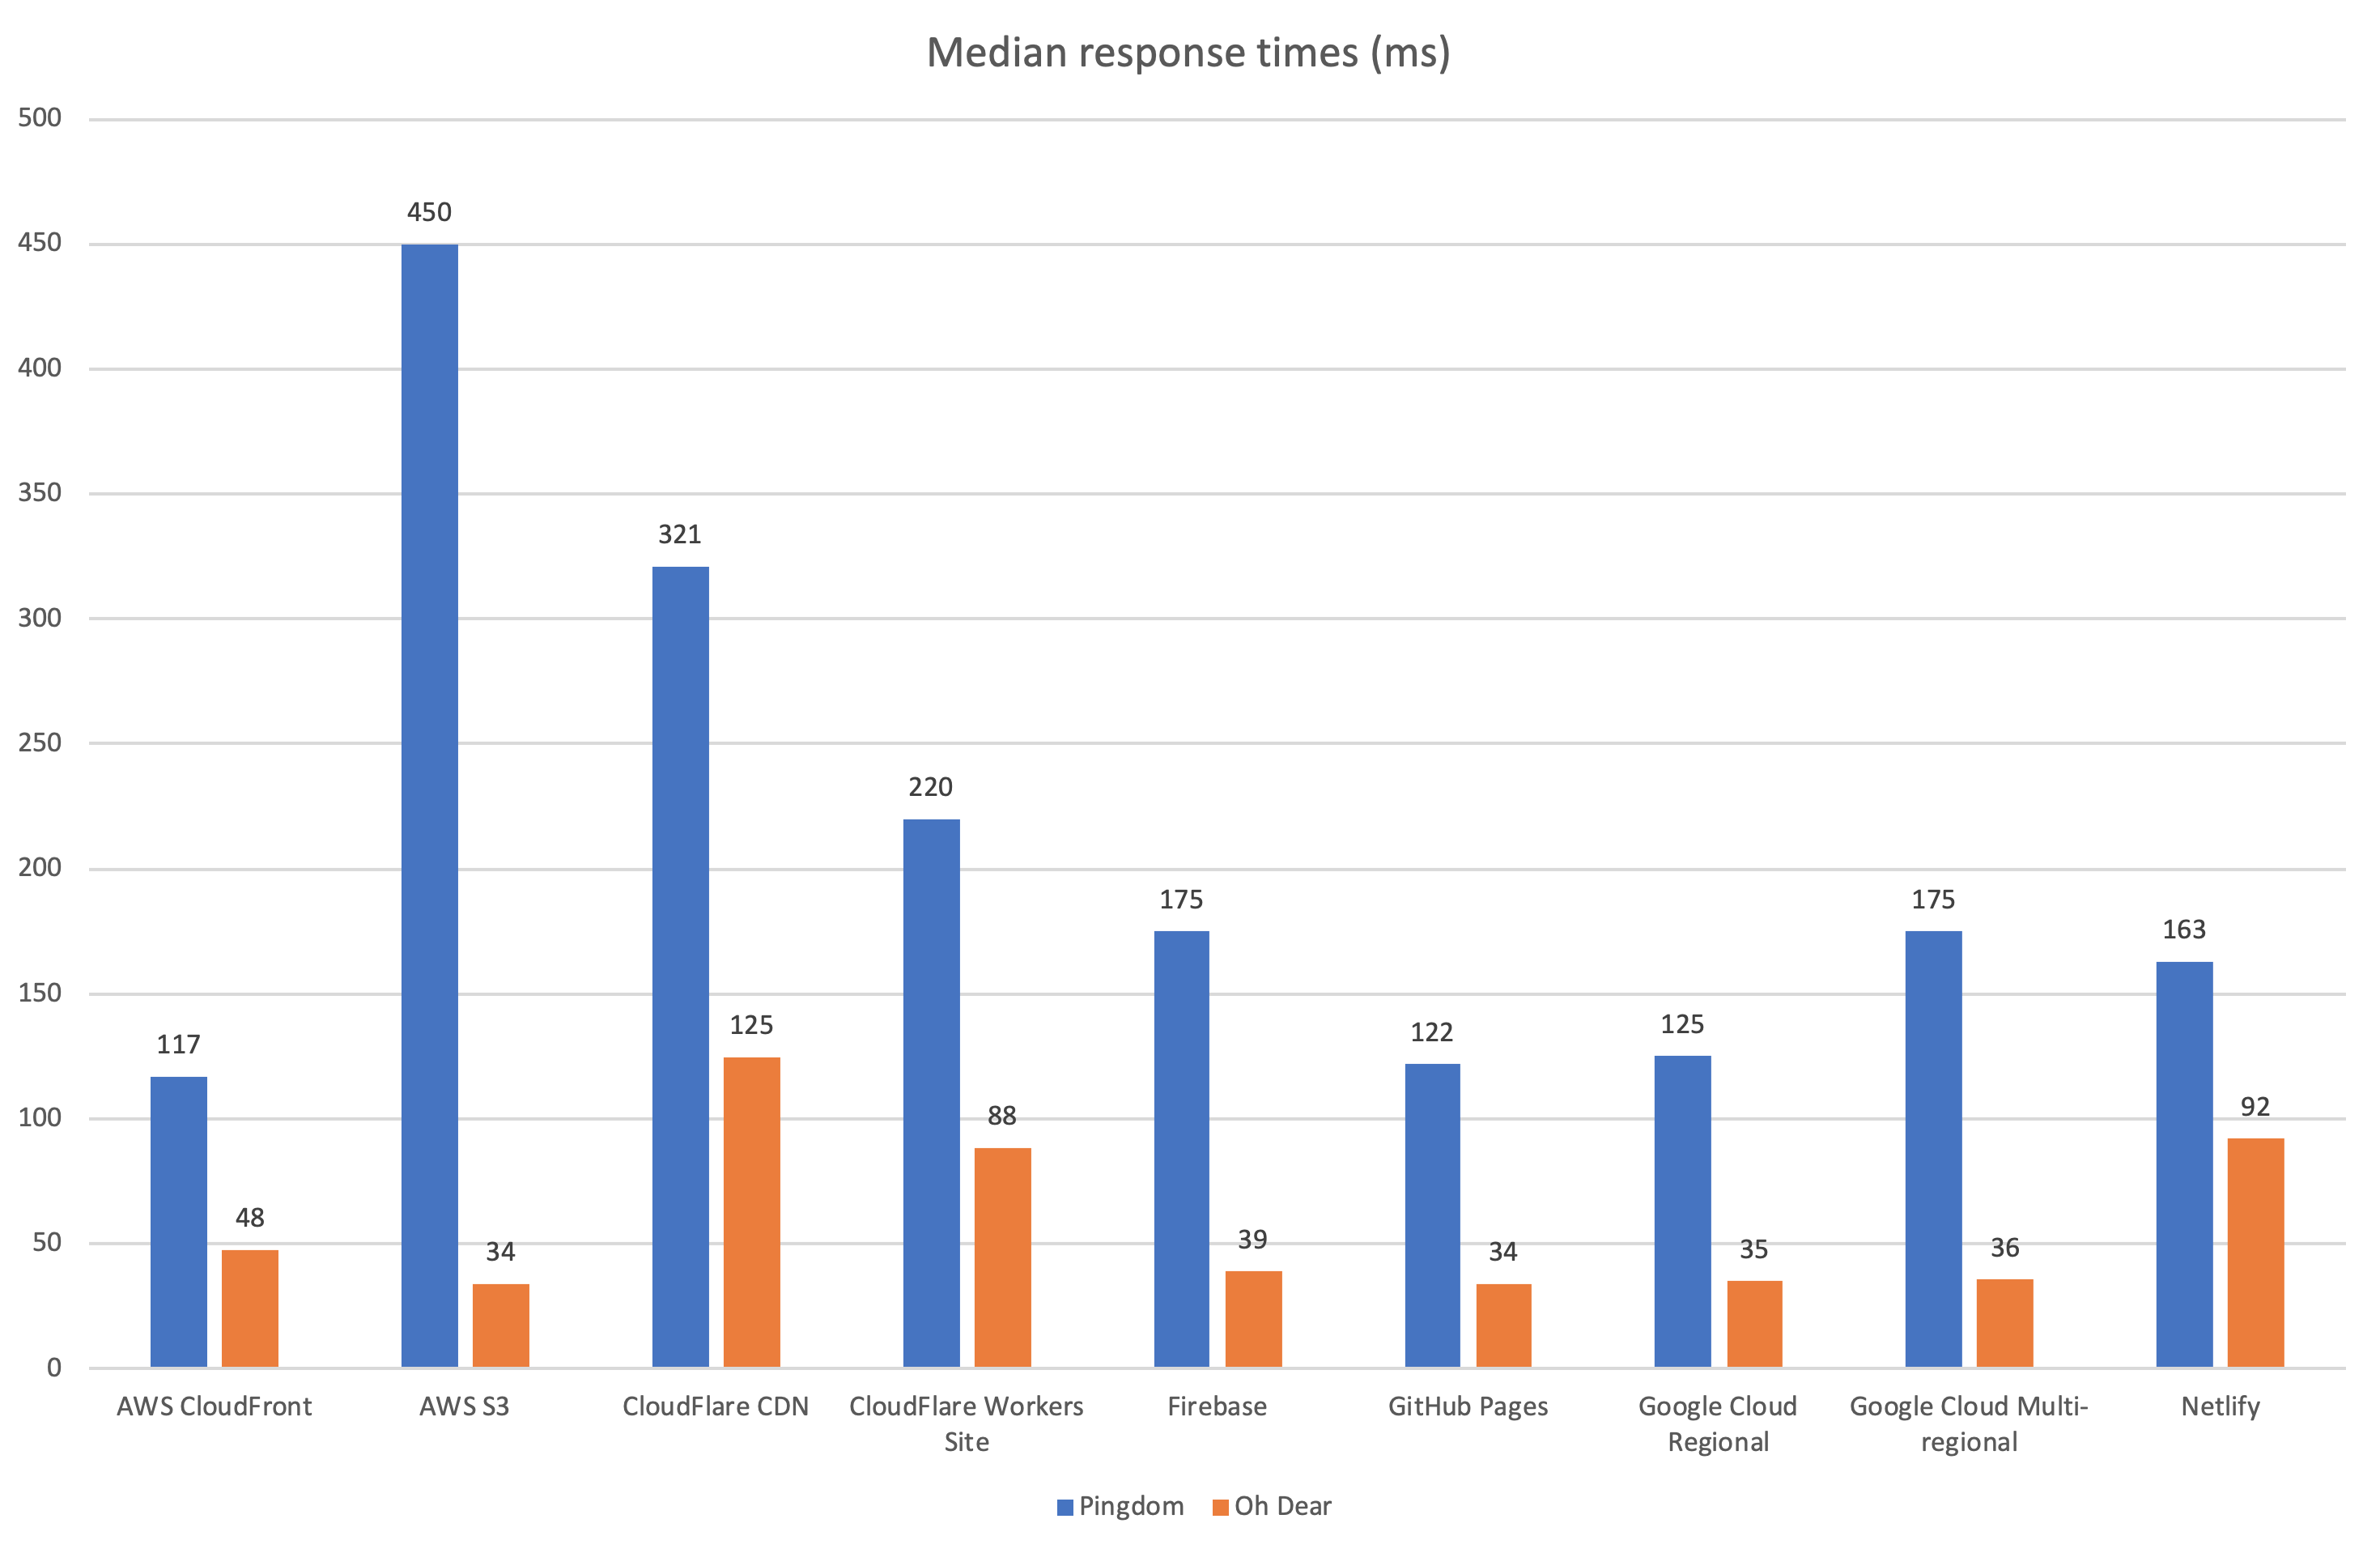 Median response times (ms)
500
450
450
400
350
321
300
250
220
200
175
175
163
150
117
125
122
125
100
88
92
50
48
34
39
34
35
36
0
AWS CloudFront
AWS S3
CloudFlare CDN
CloudFlare Workers
Site
Firebase
GitHub Pages
Google Cloud
Regional
Google Cloud Multi-
regional
Netlify
Pingdom
Oh Dear